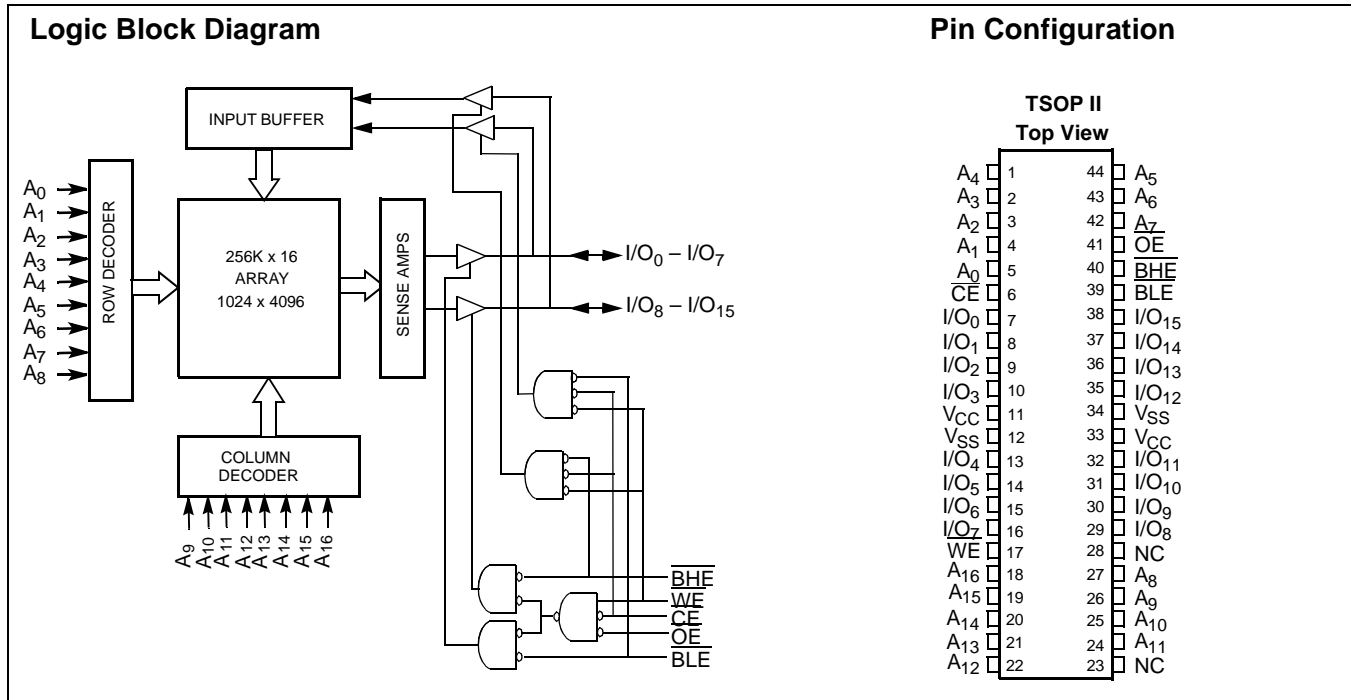 Logic Block Diagram
Pin Configuration
INPUT BUFFER
A0
A1
A2
A3
A4
A5
A6
A7
A8
ROW DECODER
256K x 16
ARRAY
1024 x 4096
SENSE AMPS
I/O0 – I/O7
I/O8 – I/O15
COLUMN
DECODER
A9
A10
A11
A12
A13
A14
A15
A16
BHE
WE
CE
OE
BLE
TSOP II
Top View
A4 1 44 A5
A3 2 43 A6
A2 3 42 A7
A1 4 41 OE
A0 5 40 BHE
CE 6 39 BLE
I/O0 7 38 I/O15
I/O1 8 37 I/O14
I/O2 9 36 I/O13
I/O3 10 35 I/O12
VCC 11 34 VSS
VSS 12 33 VCC
I/O4 13 32 I/O11
I/O5 14 31 I/O10
I/O6 15 30 I/O9
I/O7 16 29 I/O8
WE 17 28 NC
A16 18 27 A8
A15 19 26 A9
A14 20 25 A10
A13 21 24 A11
A12 22 23 NC